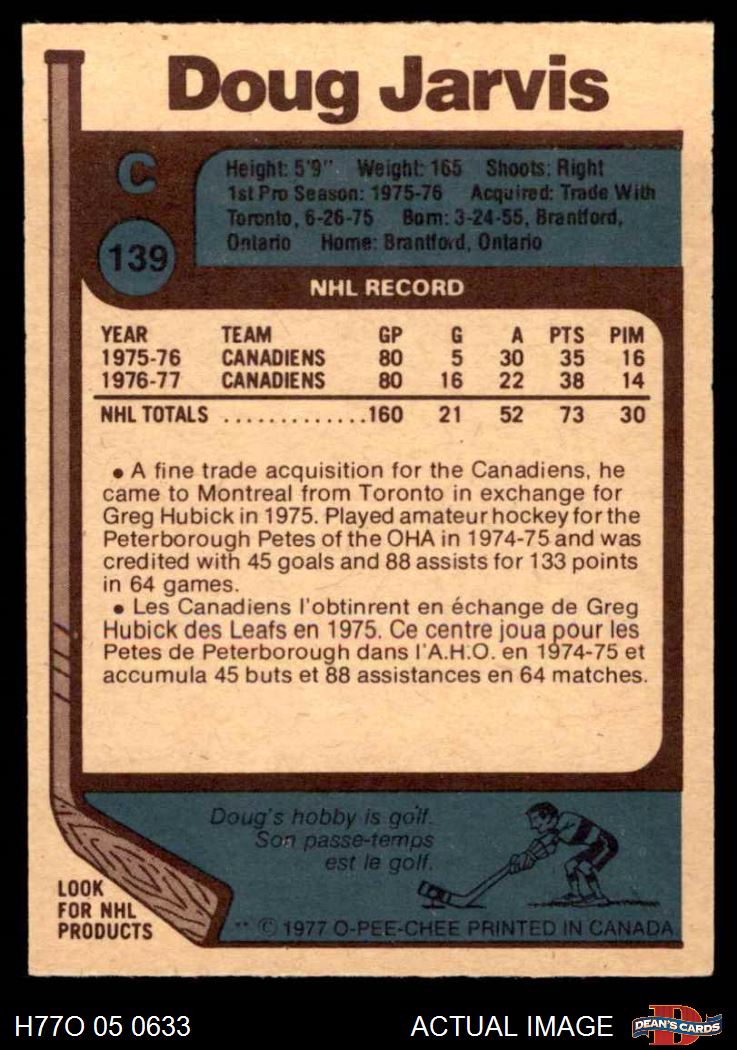 Doug Jarvis
C
139
Height: 5'9" Weight: 165 Shoots: Right
1st Pro Season: 1975-76 Acquired: Trade With
Toronto, 6-26-75 Born: 3-24-55, Brantford,
Ontario Home: Brantford, Ontario
NHL RECORD
YEAR TEAM GP G A PTS PIM
1975-76 CANADIENS 80 5 30 35 16
1976-77 CANADIENS 80 16 22 38 14
NHL TOTALS .............160 21 52 73 30
• A fine trade acquisition for the Canadiens, he
came to Montreal from Toronto in exchange for
Greg Hubick in 1975. Played amateur hockey for the
Peterborough Petes of the OHA in 1974-75 and was
credited with 45 goals and 88 assists for 133 points
in 64 games.
• Les Canadiens l'obtinrent en échange de Greg
Hubick des Leafs en 1975. Ce centre joua pour les
Petes de Peterborough dans l'A.H.O. en 1974-75 et
accumula 45 buts et 88 assistances en 64 matches.
Doug's hobby is golf.
Son passe-temps
est le golf.
LOOK
FOR NHL
PRODUCTS
** © 1977 O-PEE-CHEE PRINTED IN CANADA
H77O 05 0633
ACTUAL IMAGE
D
DEAN'S CARDS